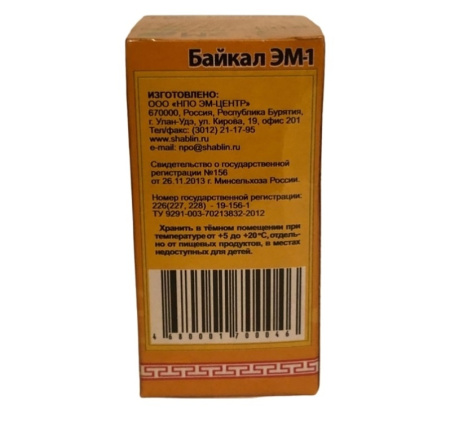 Байкал ЭМ-1
ИЗГОТОВЛЕНО:
ООО «НПО ЭМ-ЦЕНТР»
670000, Россия, Республика Бурятия,
г. Улан-Удэ, ул. Кирова, 19, офис 201
Тел/факс: (3012) 21-17-95
www.shablin.ru
e-mail: npo@shablin.ru
Свидетельство о государственной
регистрации №156
от 26.11.2013 г. Минсельхоза России.
Номер государственной регистрации:
226(227, 228) - 19-156-1
ТУ 9291-003-70213832-2012
Хранить в тёмном помещении при
температуре от +5 до +20°С, отдель-
но от пищевых продуктов, в местах
недоступных для детей.